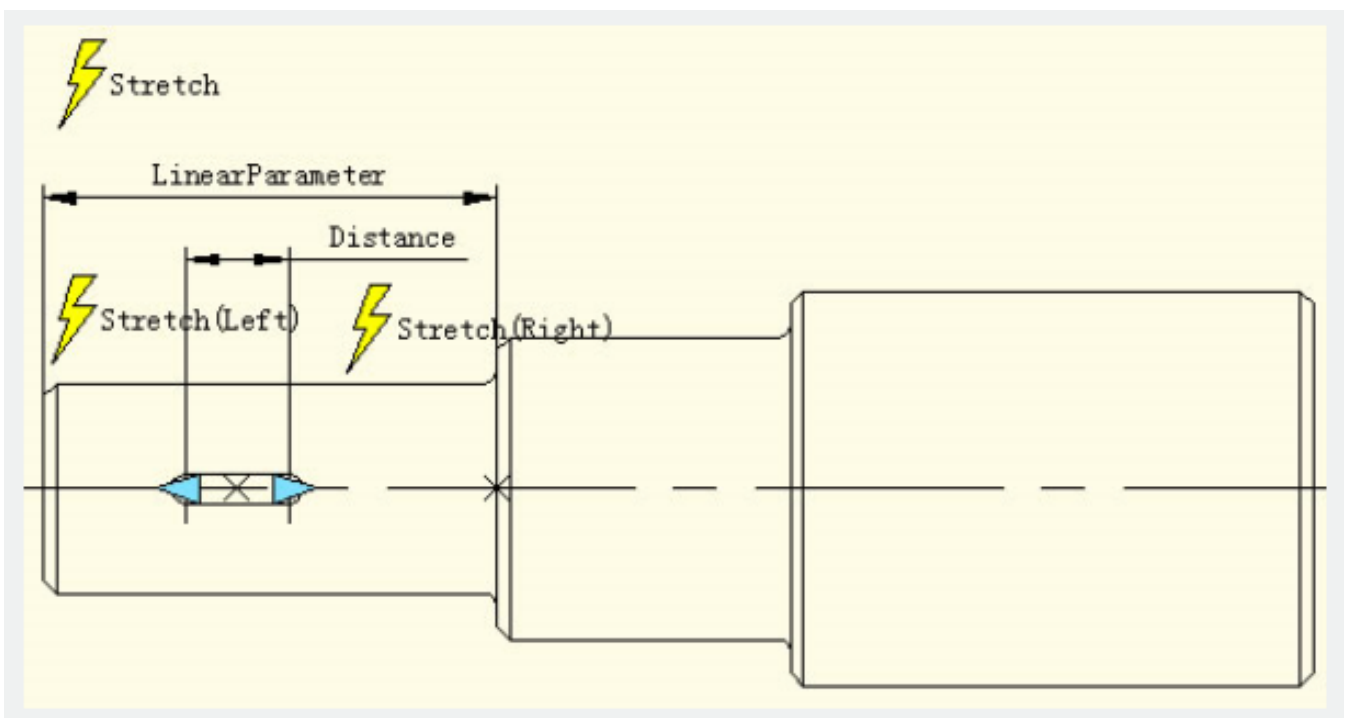 Stretch
LinearParameter
Distance
Stretch(Left)
Stretch(Right)